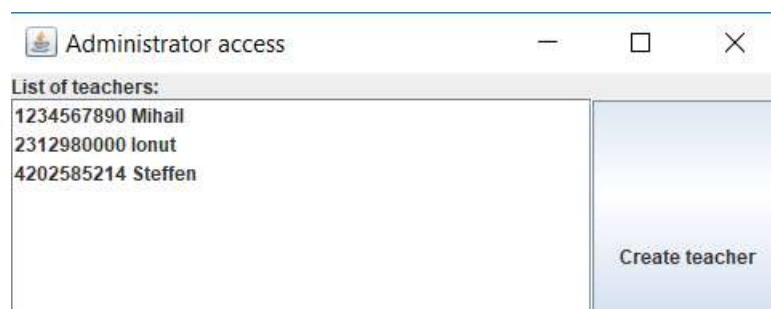 Administrator access
List of teachers:
1234567890 Mihail
2312980000 Ionut
4202585214 Steffen
Create teacher